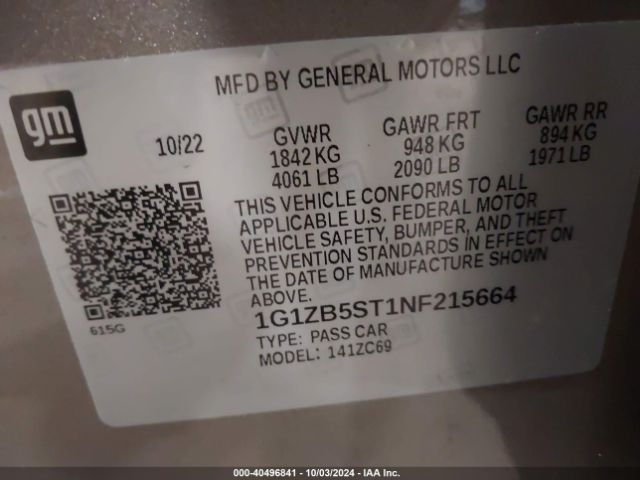 MFD BY GENERAL MOTORS LLC
gm
10/22
GVWR
1842 KG
4061 LB
GAWR FRT
948 KG
2090 LB
GAWR RR
894 KG
1971 LB
THIS VEHICLE CONFORMS TO ALL
APPLICABLE U.S. FEDERAL MOTOR
VEHICLE SAFETY, BUMPER, AND THEFT
PREVENTION STANDARDS IN EFFECT ON
THE DATE OF MANUFACTURE SHOWN
ABOVE.
615G
1G1ZB5ST1NF215664
TYPE: PASS CAR
MODEL: 141ZC69
000-40496841 - 10/03/2024 - IAA Inc.